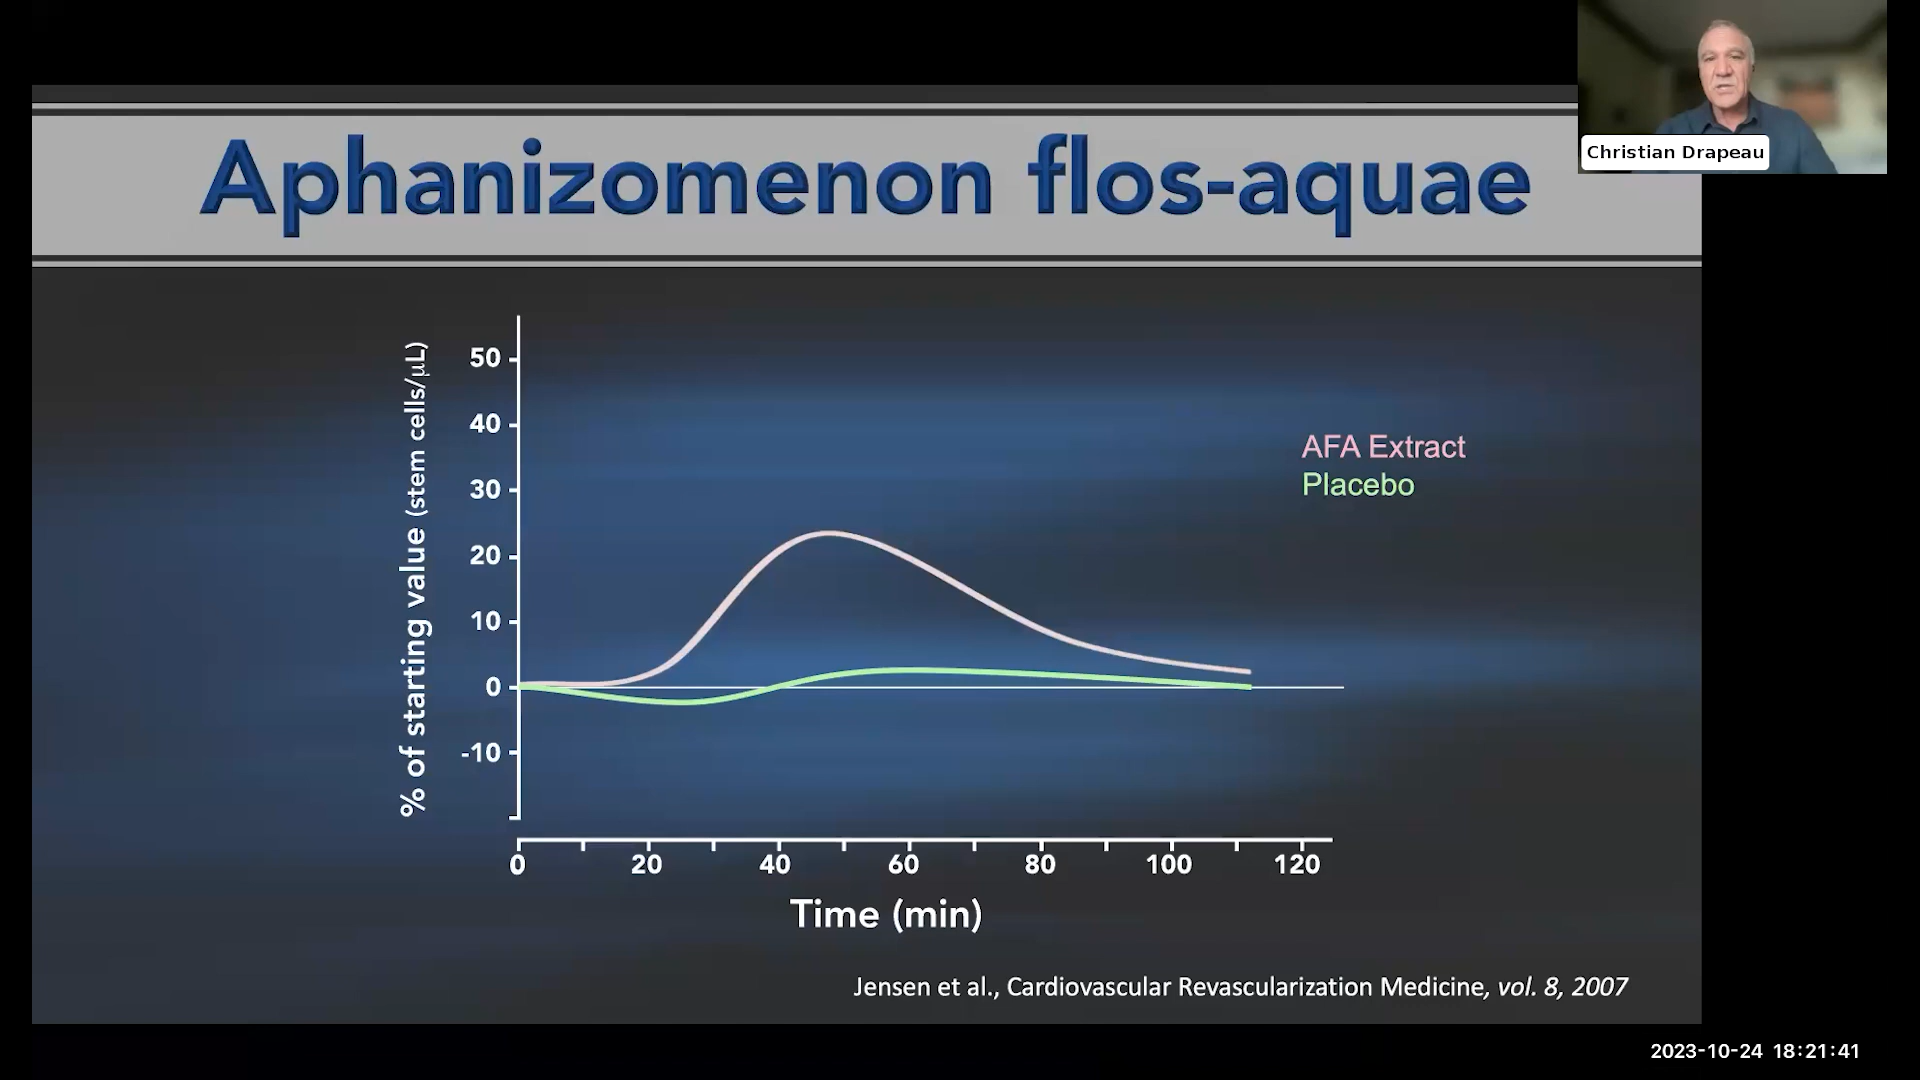 Christian Drapeau
Aphanizomenon flos-aquae
% of starting value (stem cells/µL)
50
40
30
20
10
0
-10
AFA Extract
Placebo
0 20 40 60 80 100 120
Time (min)
Jensen et al., Cardiovascular Revascularization Medicine, vol. 8, 2007
2023-10-24 18:21:41